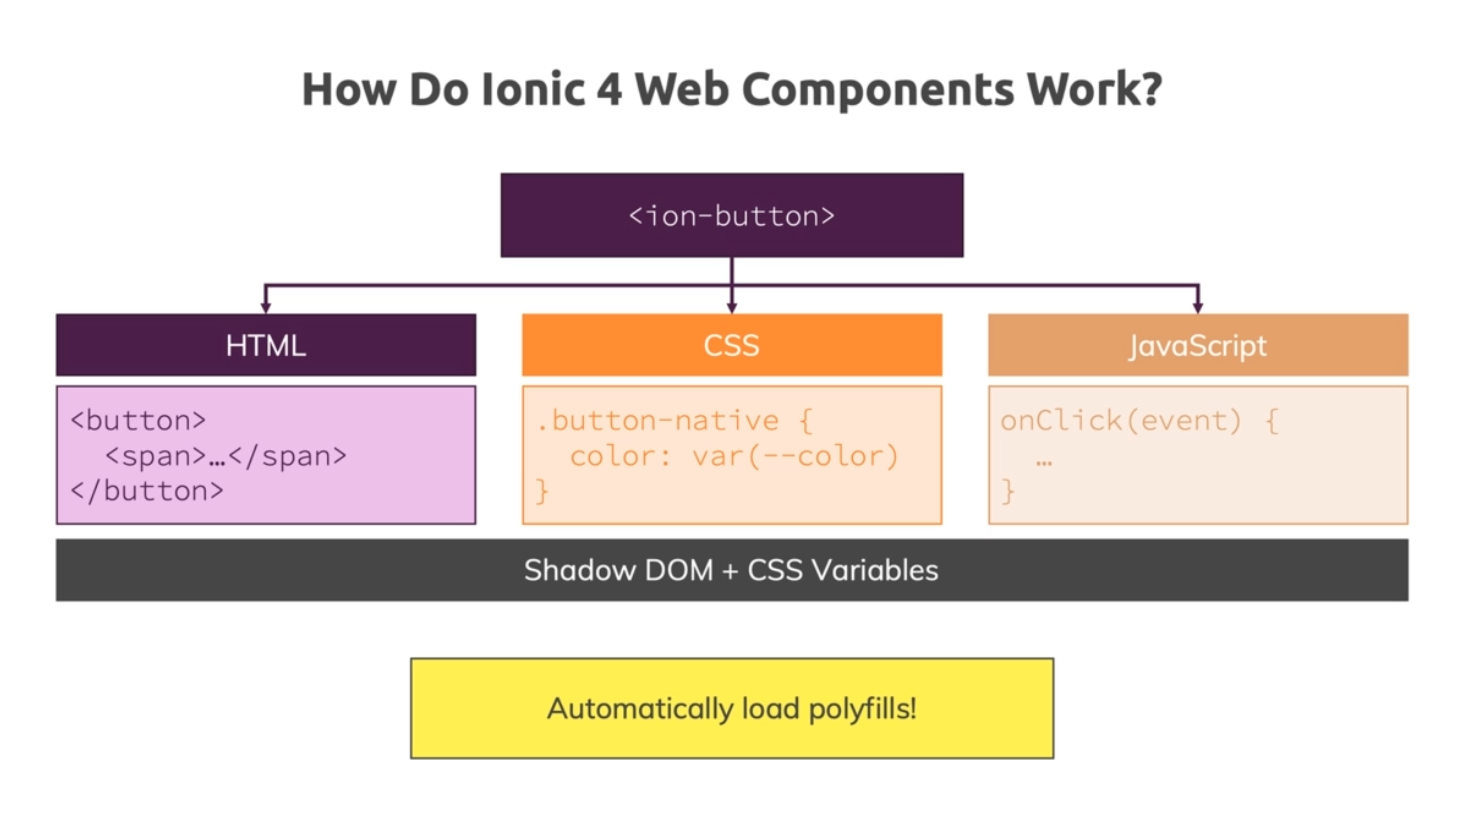 How Do Ionic 4 Web Components Work?
<ion-button>
HTML
<button>
<span>…</span>
</button>
CSS
.button-native {
color: var(--color)
}
JavaScript
onClick(event) {
…
}
Shadow DOM + CSS Variables
Automatically load polyfills!